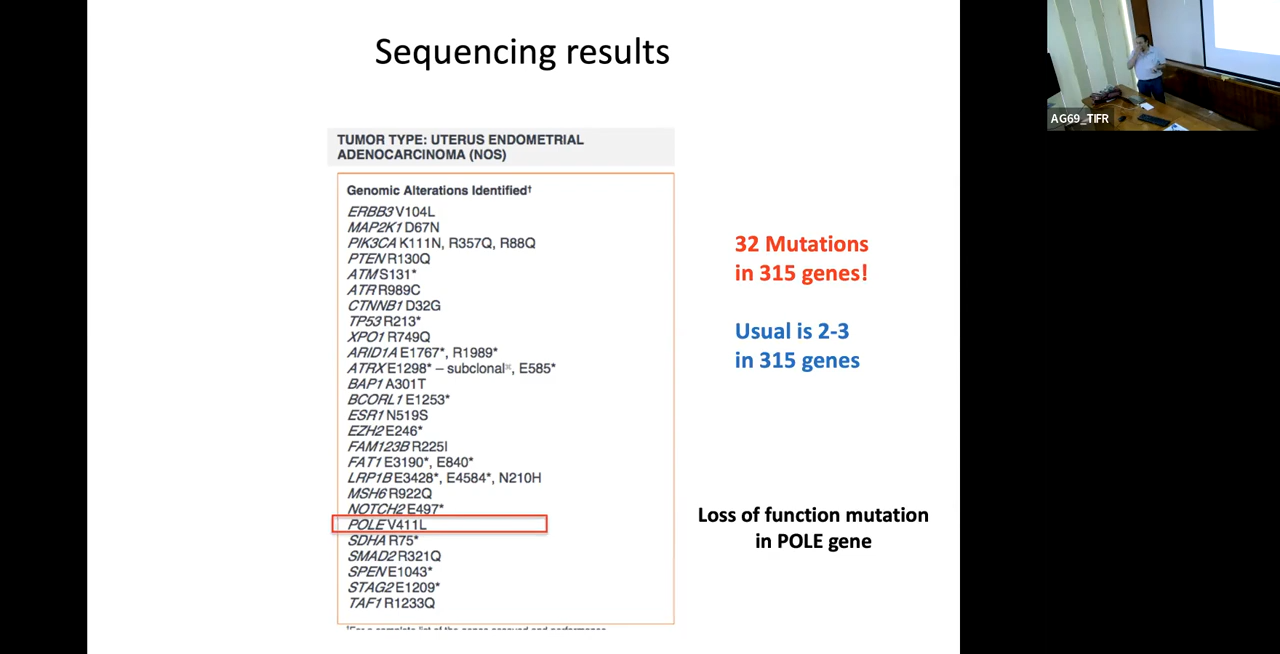 Sequencing results
TUMOR TYPE: UTERUS ENDOMETRIAL
ADENOCARCINOMA (NOS)
Genomic Alterations Identified†
ERBB3 V104L
MAP2K1 D67N
PIK3CA K111N, R357Q, R88Q
PTEN R130Q
ATM S131*
ATR R989C
CTNNB1 D32G
TP53 R213*
XPO1 R749Q
ARID1A E1767*, R1989*
ATRX E1298* – subclonal¤, E585*
BAP1 A301T
BCORL1 E1253*
ESR1 N519S
EZH2 E246*
FAM123B R225I
FAT1 E3190*, E840*
LRP1B E3428*, E4584*, N210H
MSH6 R922Q
NOTCH2 E497*
POLE V411L
SDHA R75*
SMAD2 R321Q
SPEN E1043*
STAG2 E1209*
TAF1 R1233Q
32 Mutations
in 315 genes!
Usual is 2-3
in 315 genes
Loss of function mutation
in POLE gene
AG69_TIFR